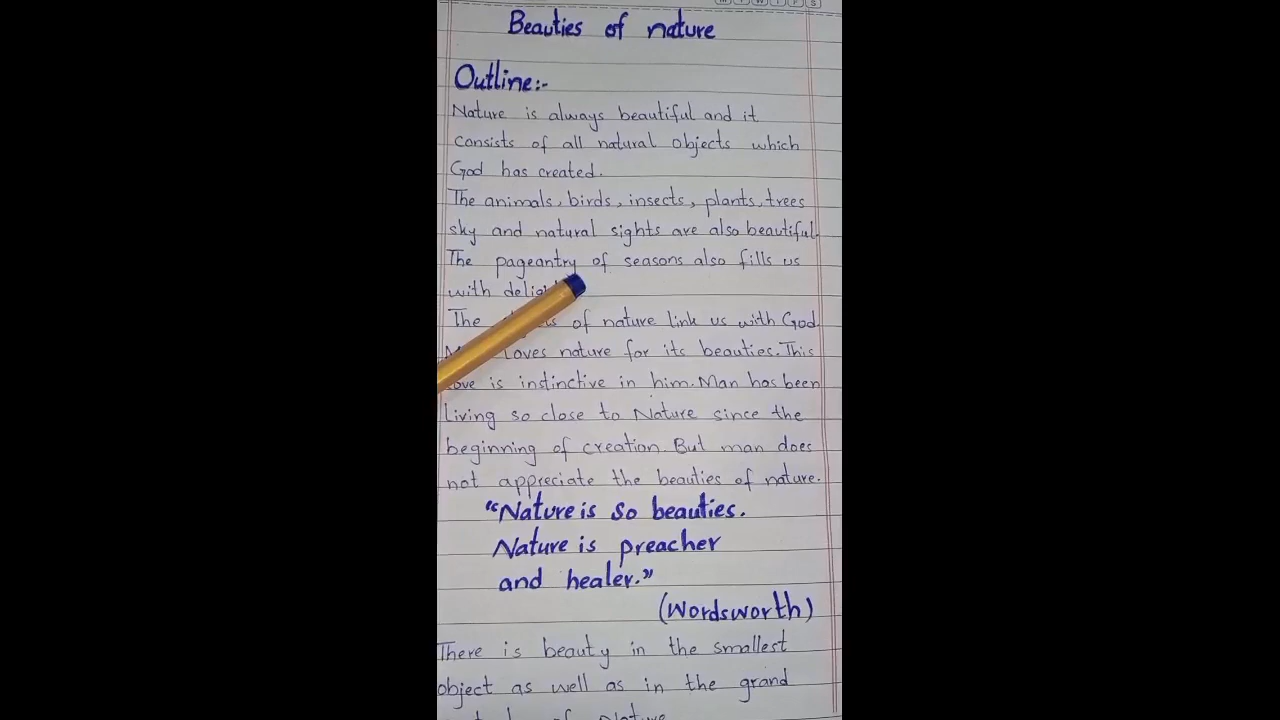 Beauties of nature
Outline:-
Nature is always beautiful and it
consists of all natural objects which
God has created.
The animals, birds, insects, plants, trees
sky and natural sights are also beautiful.
The pageantry of seasons also fills us
with
The of nature link us with God.
loves nature for its beauties. This
love is instinctive in him. Man has been
living so close to Nature since the
beginning of creation. But man does
not appreciate the beauties of nature.
"Nature is so beauties.
Nature is preacher
and healer."
(Wordsworth)
There is beauty in the smallest
object as well as in the grand
of Nature